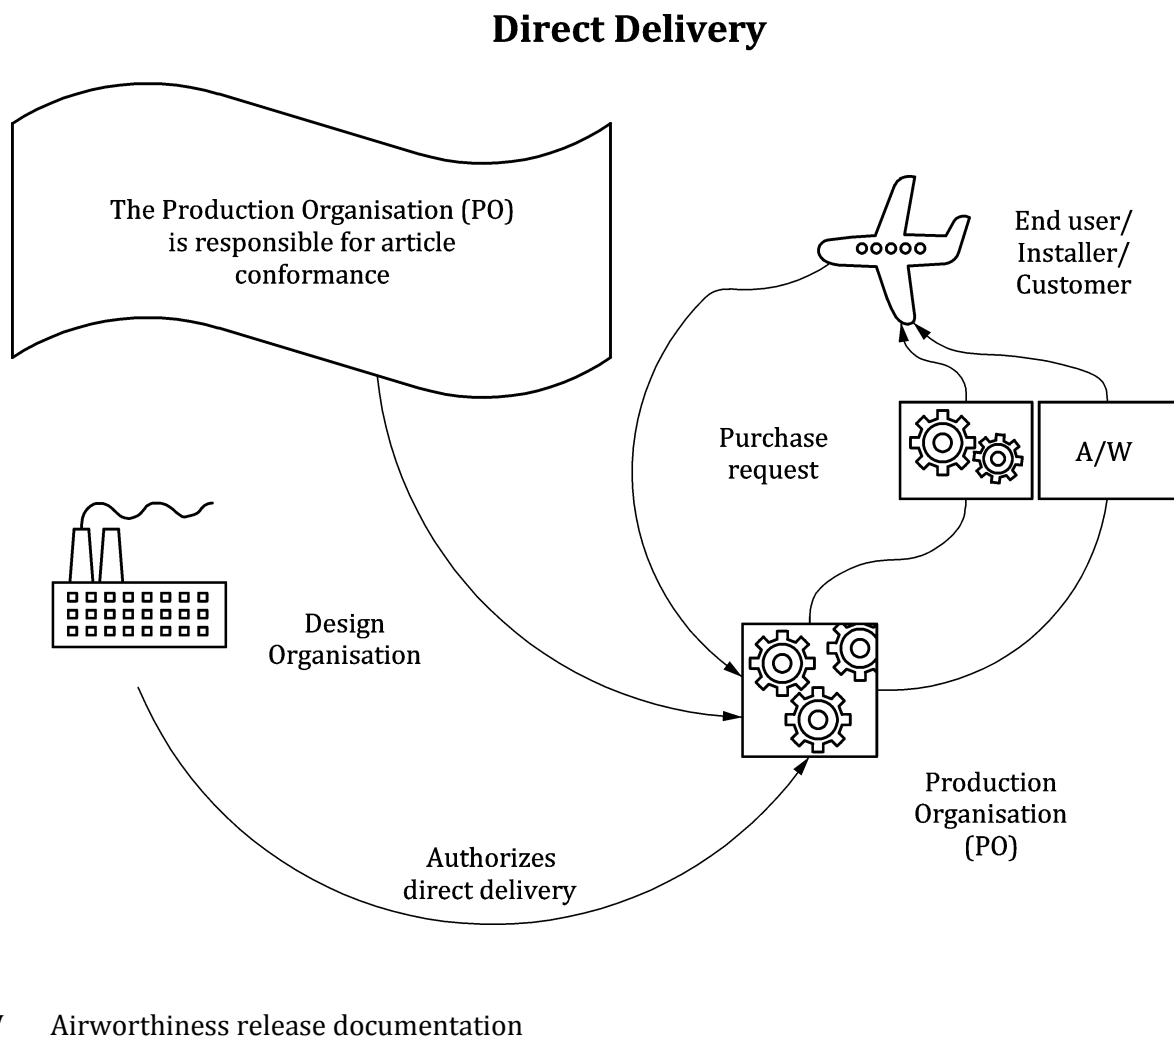 Direct Delivery
The Production Organisation (PO)
is responsible for article
conformance
End user/
Installer/
Customer
Purchase
request
A/W
Design
Organisation
Production
Organisation
(PO)
Authorizes
direct delivery
Airworthiness release documentation